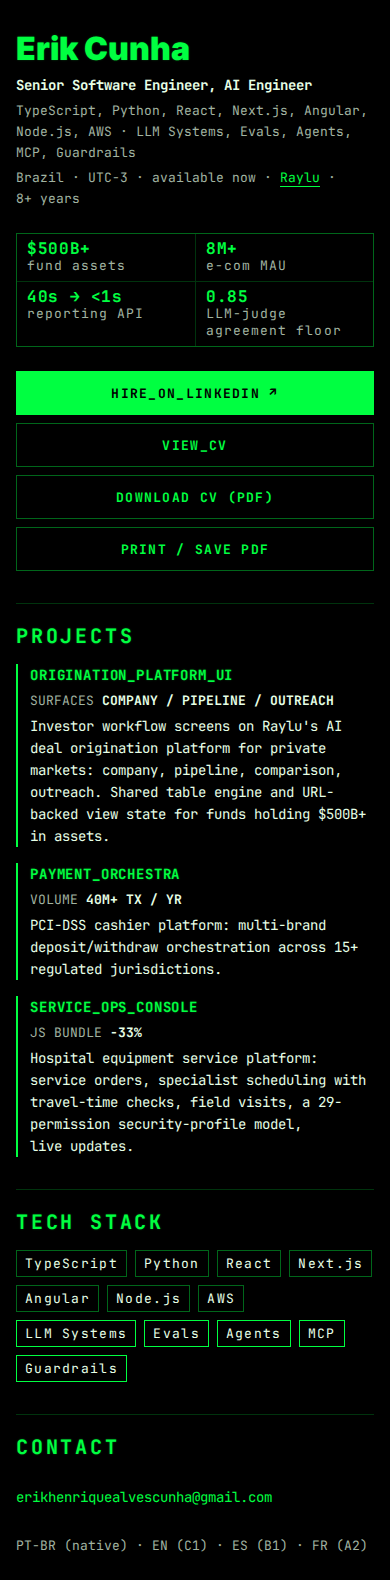 Erik Cunha
Senior Software Engineer, AI Engineer
TypeScript, Python, React, Next.js, Angular,
Node.js, AWS · LLM Systems, Evals, Agents,
MCP, Guardrails
Brazil · UTC-3 · available now · Raylu ·
8+ years
$500B+
fund assets
8M+
e-com MAU
40s → <1s
reporting API
0.85
LLM-judge
agreement floor
HIRE_ON_LINKEDIN ↗
VIEW_CV
DOWNLOAD CV (PDF)
PRINT / SAVE PDF
PROJECTS
ORIGINATION_PLATFORM_UI
SURFACES COMPANY / PIPELINE / OUTREACH
Investor workflow screens on Raylu's AI
deal origination platform for private
markets: company, pipeline, comparison,
outreach. Shared table engine and URL-
backed view state for funds holding $500B+
in assets.
PAYMENT_ORCHESTRA
VOLUME 40M+ TX / YR
PCI-DSS cashier platform: multi-brand
deposit/withdraw orchestration across 15+
regulated jurisdictions.
SERVICE_OPS_CONSOLE
JS BUNDLE -33%
Hospital equipment service platform:
service orders, specialist scheduling with
travel-time checks, field visits, a 29-
permission security-profile model,
live updates.
TECH STACK
TypeScript Python React Next.js
Angular Node.js AWS
LLM Systems Evals Agents MCP
Guardrails
CONTACT
erikhenriquealvescunha@gmail.com
PT-BR (native) · EN (C1) · ES (B1) · FR (A2)